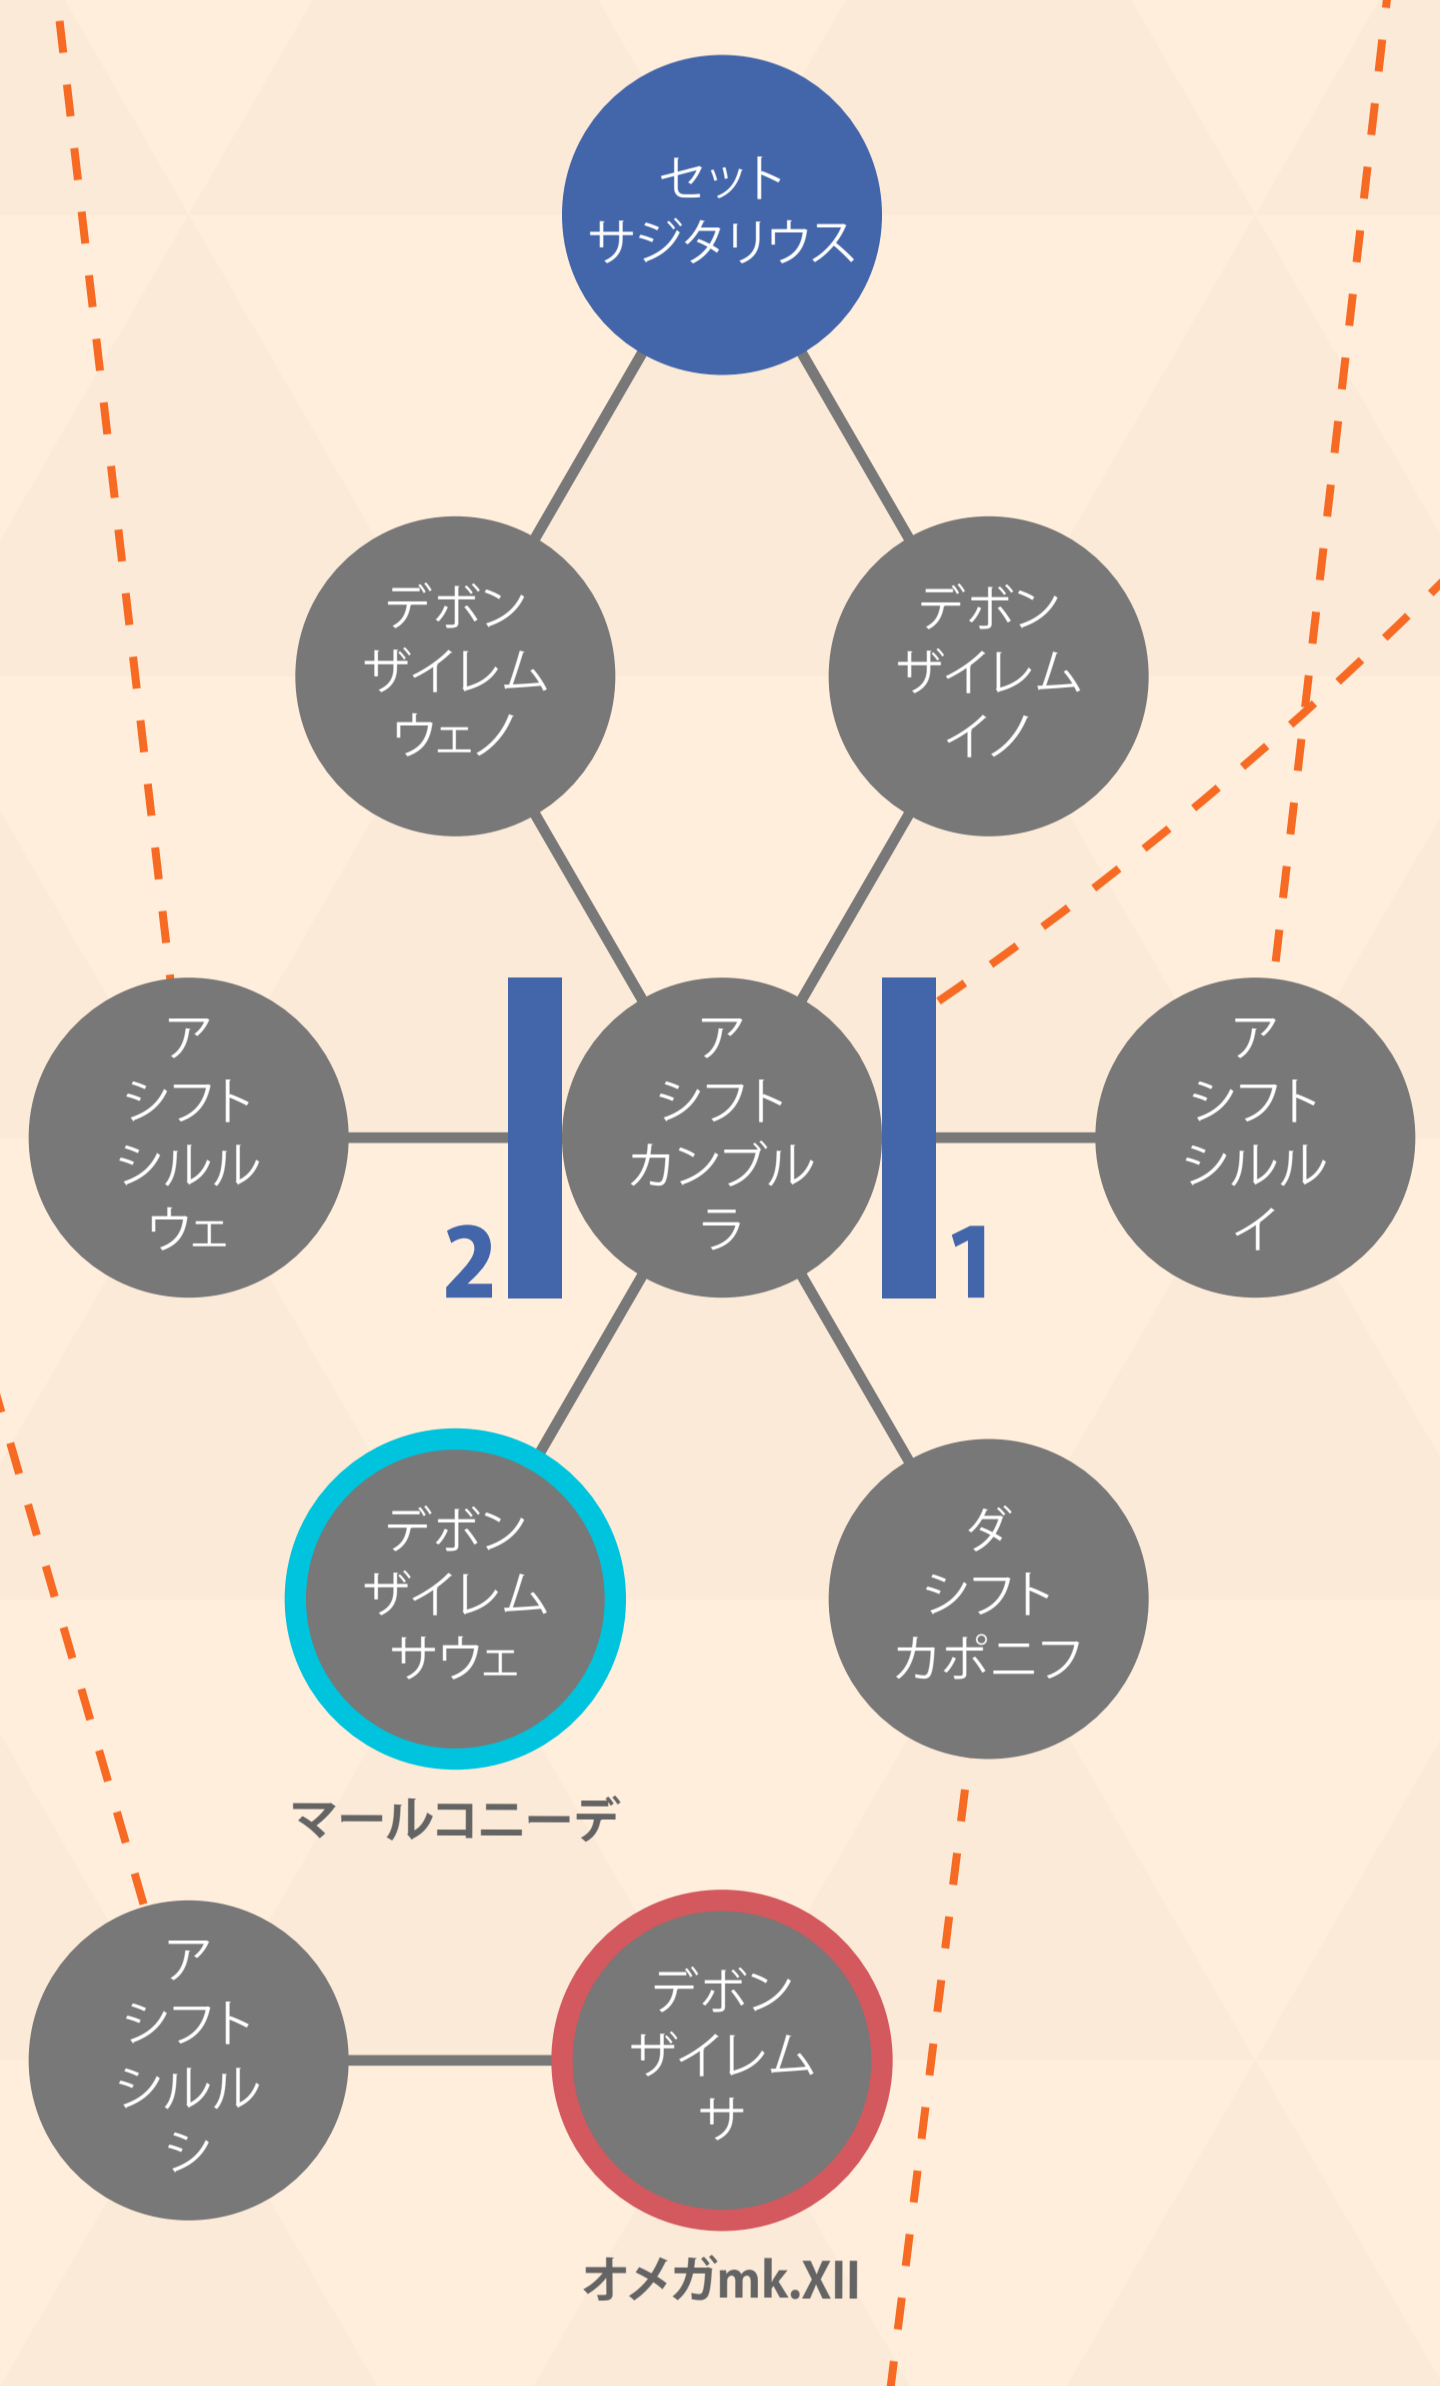 セット
サジタリウス
デボン
ザイレム
ウェノ
デボン
ザイレム
イノ
ア
シフト
シルル
ウェ
2
ア
シフト
カンブル
ラ
1
ア
シフト
シルル
イ
デボン
ザイレム
サウェ
マールコニーデ
ダ
シフト
カポニフ
ア
シフト
シルル
シ
デボン
ザイレム
サ
オメガmk.XII